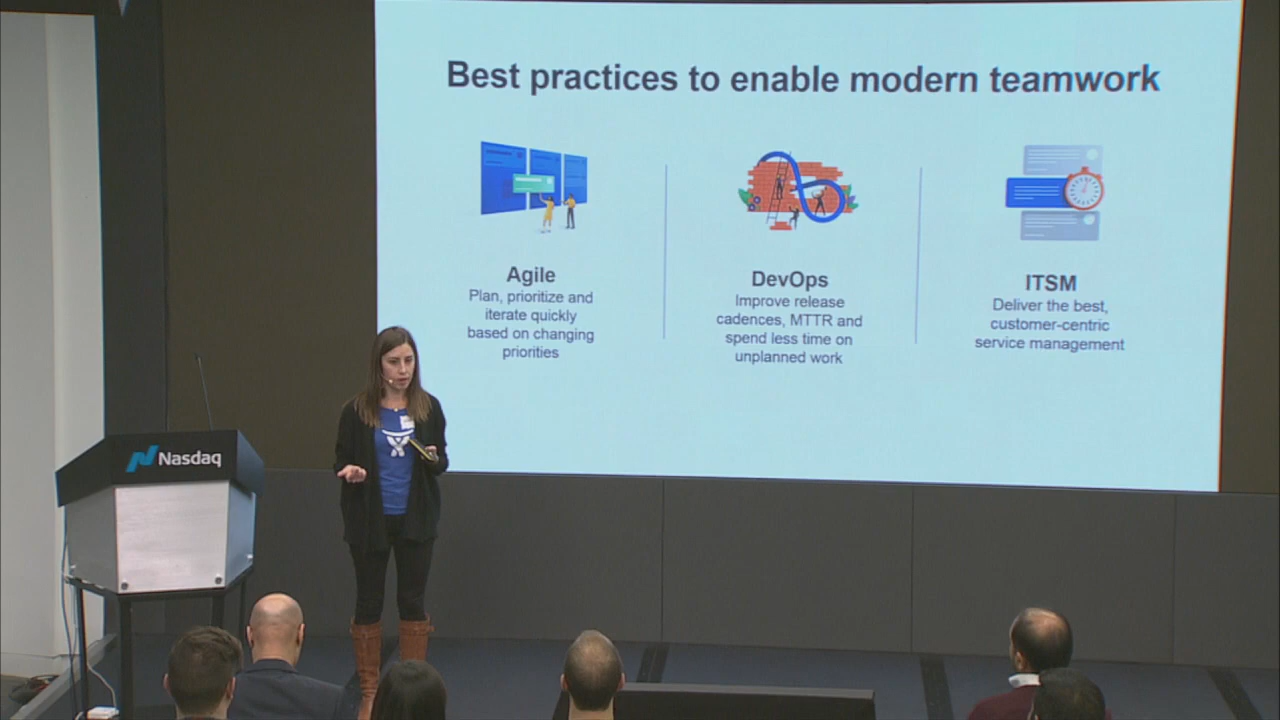 Best practices to enable modern teamwork
Agile
Plan, prioritize and
iterate quickly
based on changing
priorities
DevOps
Improve release
cadences, MTTR and
spend less time on
unplanned work
ITSM
Deliver the best,
customer-centric
service management
Nasdaq